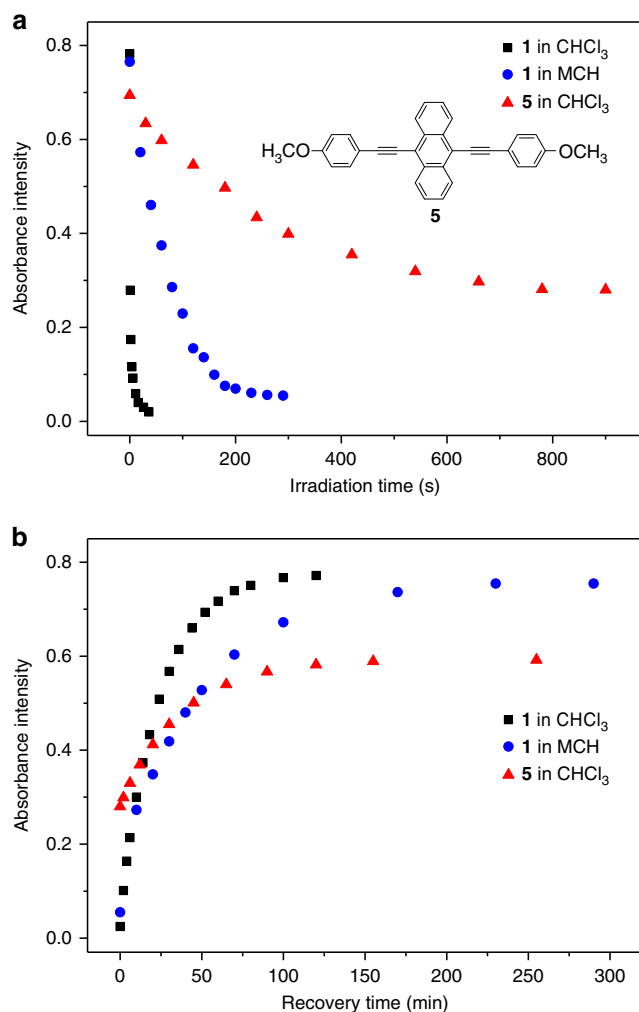 a
0.8
0.6
0.4
0.2
0.0
Absorbance intensity
1 in CHCl₃
1 in MCH
5 in CHCl₃
H₃CO
OCH₃
5
0 200 400 600 800
Irradiation time (s)
b
0.8
0.6
0.4
0.2
0.0
Absorbance intensity
1 in CHCl₃
1 in MCH
5 in CHCl₃
0 50 100 150 200 250 300
Recovery time (min)